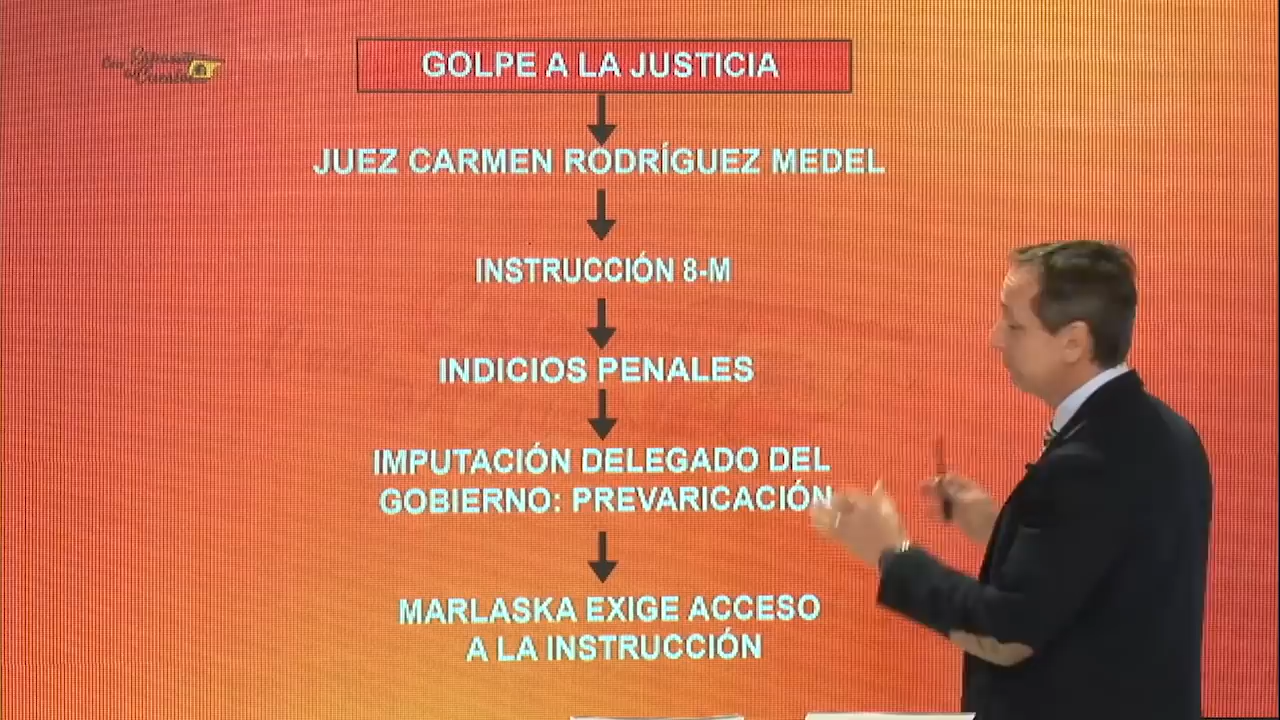 GOLPE A LA JUSTICIA
JUEZ CARMEN RODRÍGUEZ MEDEL
INSTRUCCIÓN 8-M
INDICIOS PENALES
IMPUTACIÓN DELEGADO DEL
GOBIERNO: PREVARICACIÓN
MARLASKA EXIGE ACCESO
A LA INSTRUCCIÓN